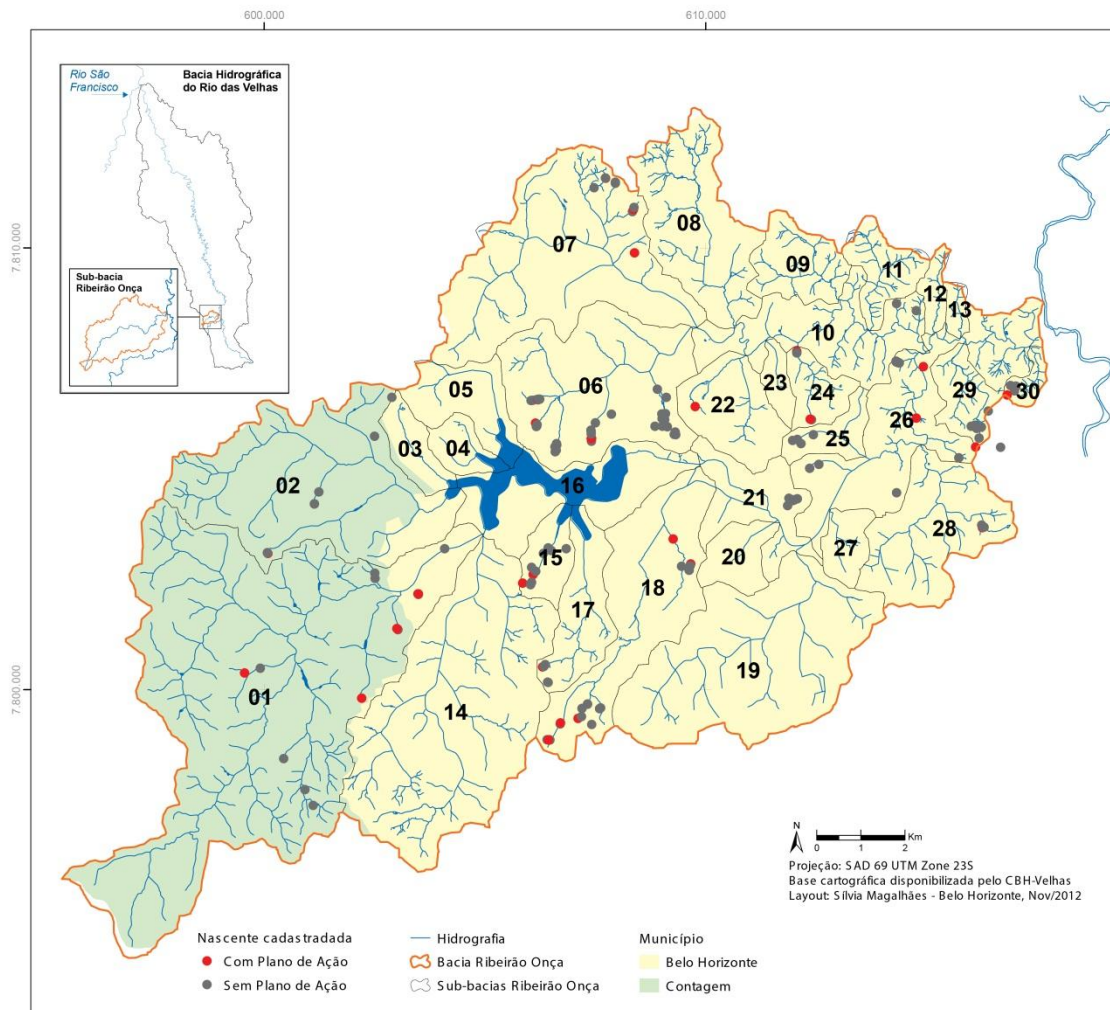 600.000
610.000
7.810.000
7.800.000
Rio São
Francisco
Bacia Hidrográfica
do Rio das Velhas
Sub-bacia
Ribeirão Onça
01
02
03
04
05
06
07
08
09
10
11
12
13
14
15
16
17
18
19
20
21
22
23
24
25
26
27
28
29
30
N
0
1
2
Km
Projeção: SAD 69 UTM Zone 23S
Base cartográfica disponibilizada pelo CBH-Velhas
Layout: Sílvia Magalhães - Belo Horizonte, Nov/2012
Nascente cadastradada
Com Plano de Ação
Sem Plano de Ação
Hidrografia
Bacia Ribeirão Onça
Sub-bacias Ribeirão Onça
Município
Belo Horizonte
Contagem